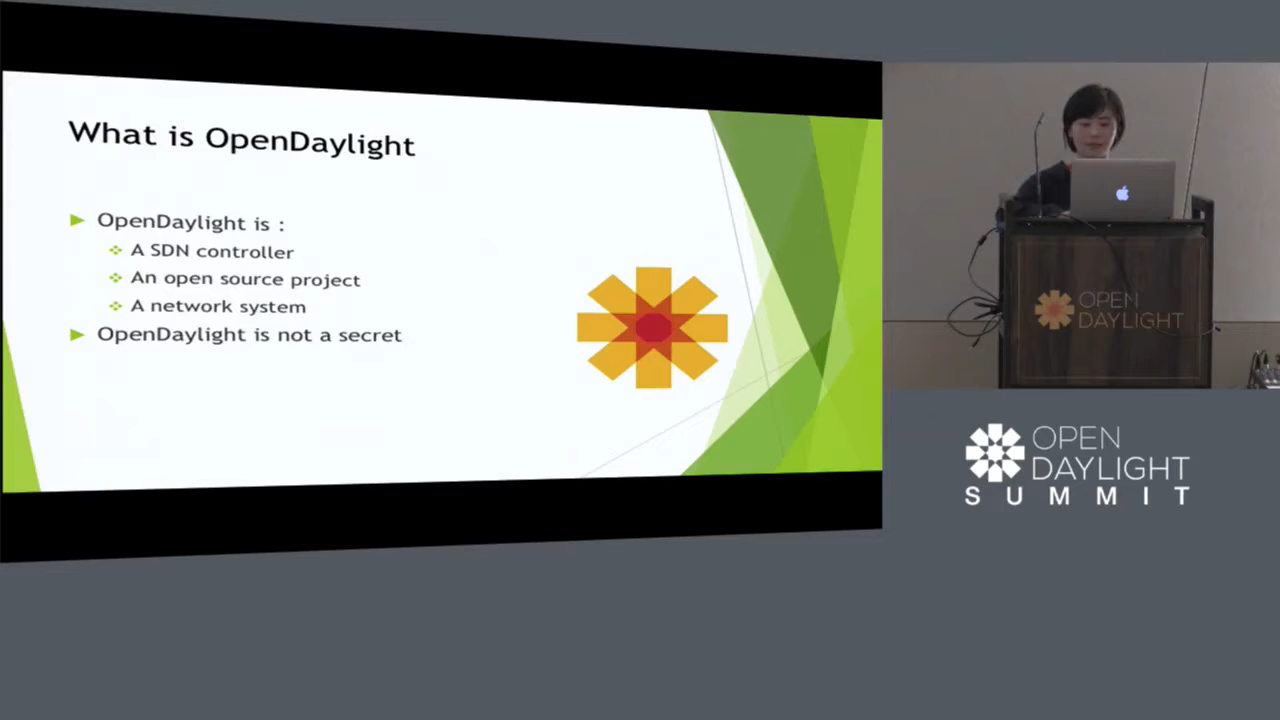 What is OpenDaylight
OpenDaylight is :
A SDN controller
An open source project
A network system
OpenDaylight is not a secret
OPEN
DAYLIGHT
OPEN
DAYLIGHT
SUMMIT